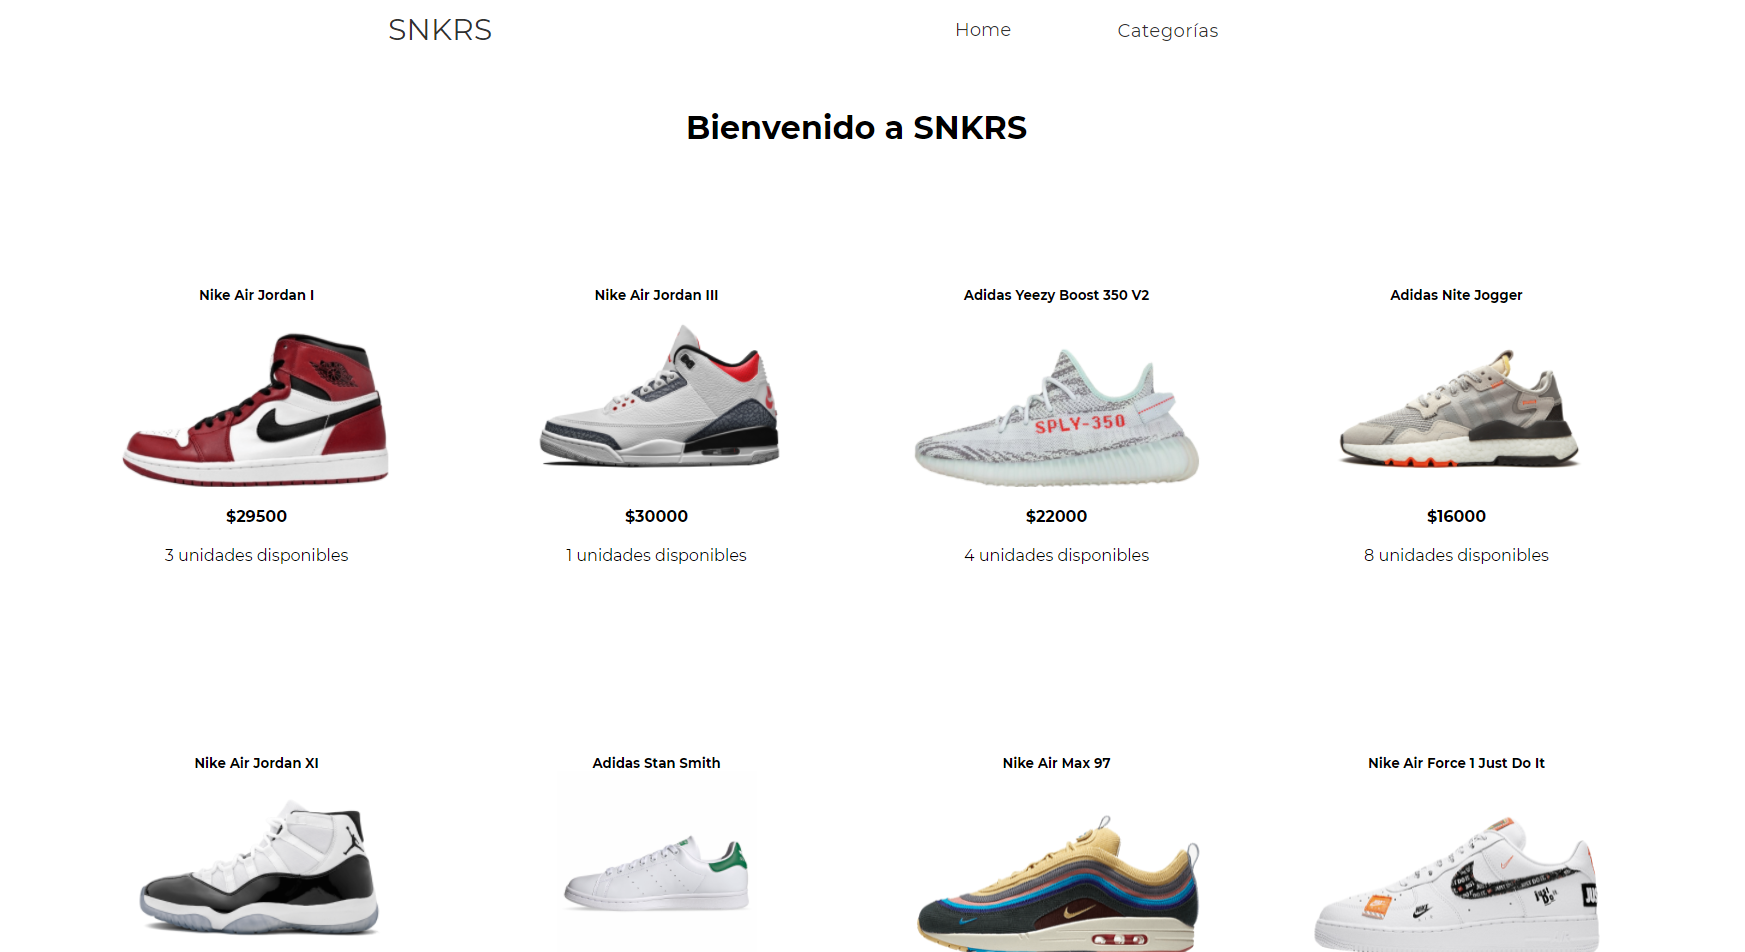 SNKRS
Home
Categorías
Bienvenido a SNKRS
Nike Air Jordan I
Nike Air Jordan III
Adidas Yeezy Boost 350 V2
Adidas Nite Jogger
SPLY-350
$29500
$30000
$22000
$16000
3 unidades disponibles
1 unidades disponibles
4 unidades disponibles
8 unidades disponibles
Nike Air Jordan XI
Adidas Stan Smith
Nike Air Max 97
Nike Air Force 1 Just Do It